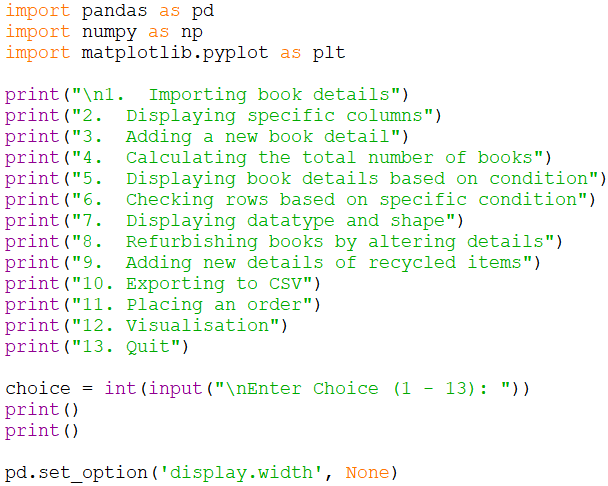 import pandas as pd
import numpy as np
import matplotlib.pyplot as plt
print("\n1.  Importing book details")
print("2.  Displaying specific columns")
print("3.  Adding a new book detail")
print("4.  Calculating the total number of books")
print("5.  Displaying book details based on condition")
print("6.  Checking rows based on specific condition")
print("7.  Displaying datatype and shape")
print("8.  Refurbishing books by altering details")
print("9.  Adding new details of recycled items")
print("10. Exporting to CSV")
print("11. Placing an order")
print("12. Visualisation")
print("13. Quit")
choice = int(input("\nEnter Choice (1 - 13): "))
print()
print()
pd.set_option('display.width', None)